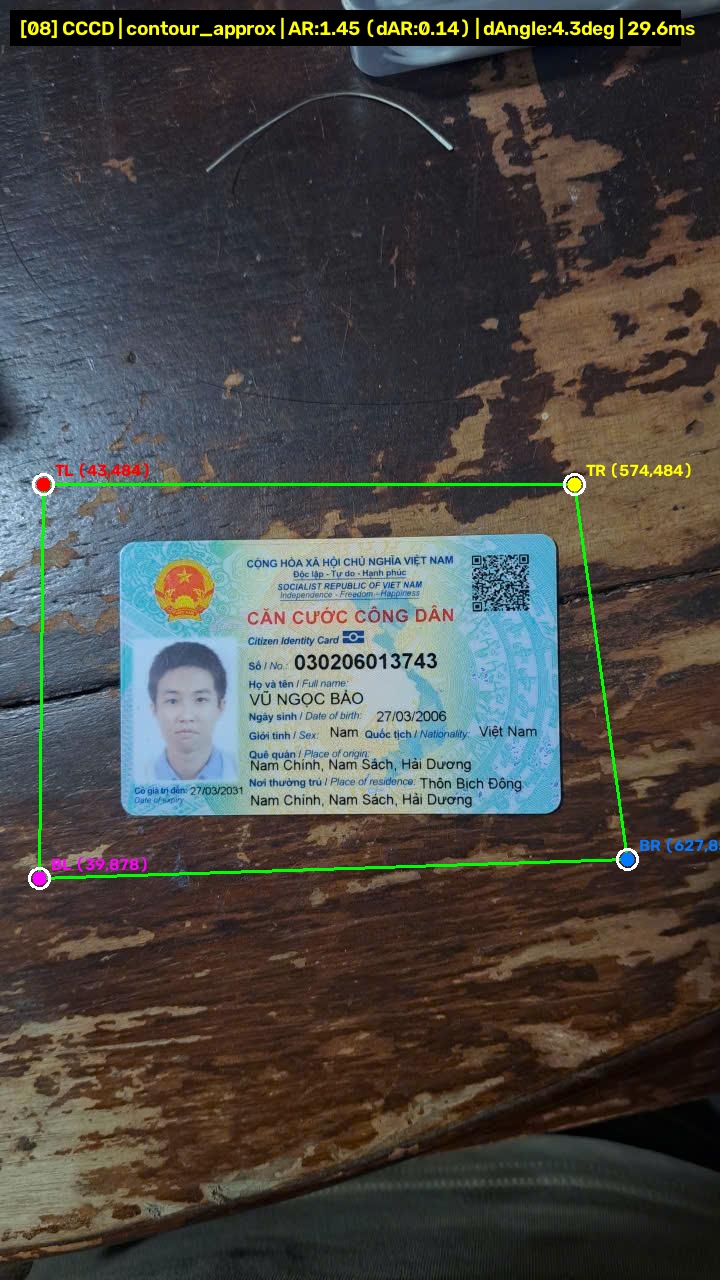 [08] CCCD | contour_approx | AR:1.45 (dAR:0.14) | dAngle:4.3deg | 29.6ms
TL (43,484)
TR (574,484)
CỘNG HÒA XÃ HỘI CHỦ NGHĨA VIỆT NAM
Độc lập - Tự do - Hạnh phúc
SOCIALIST REPUBLIC OF VIET NAM
Independence - Freedom - Happiness
CĂN CƯỚC CÔNG DÂN
Citizen Identity Card
Số / No.: 030206013743
Họ và tên / Full name:
VŨ NGỌC BẢO
Ngày sinh / Date of birth: 27/03/2006
Giới tính / Sex: Nam Quốc tịch / Nationality: Việt Nam
Quê quán / Place of origin:
Nam Chính, Nam Sách, Hải Dương
Nơi thường trú / Place of residence: Thôn Bịch Đông
Nam Chính, Nam Sách, Hải Dương
Có giá trị đến: 27/03/2031
Date of expiry
BL (39,878)
BR (627,8